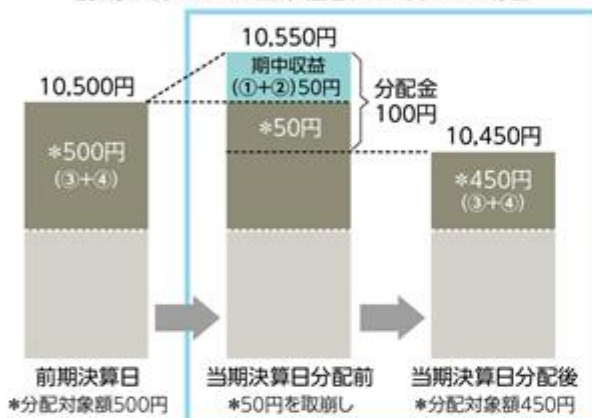 10,550円
期中収益
(①+②)50円
10,500円
分配金
100円
*50円
10,450円
*500円
(③+④)
*450円
(③+④)
前期決算日
当期決算日分配前
当期決算日分配後
*分配対象額500円
*50円を取崩し
*分配対象額450円